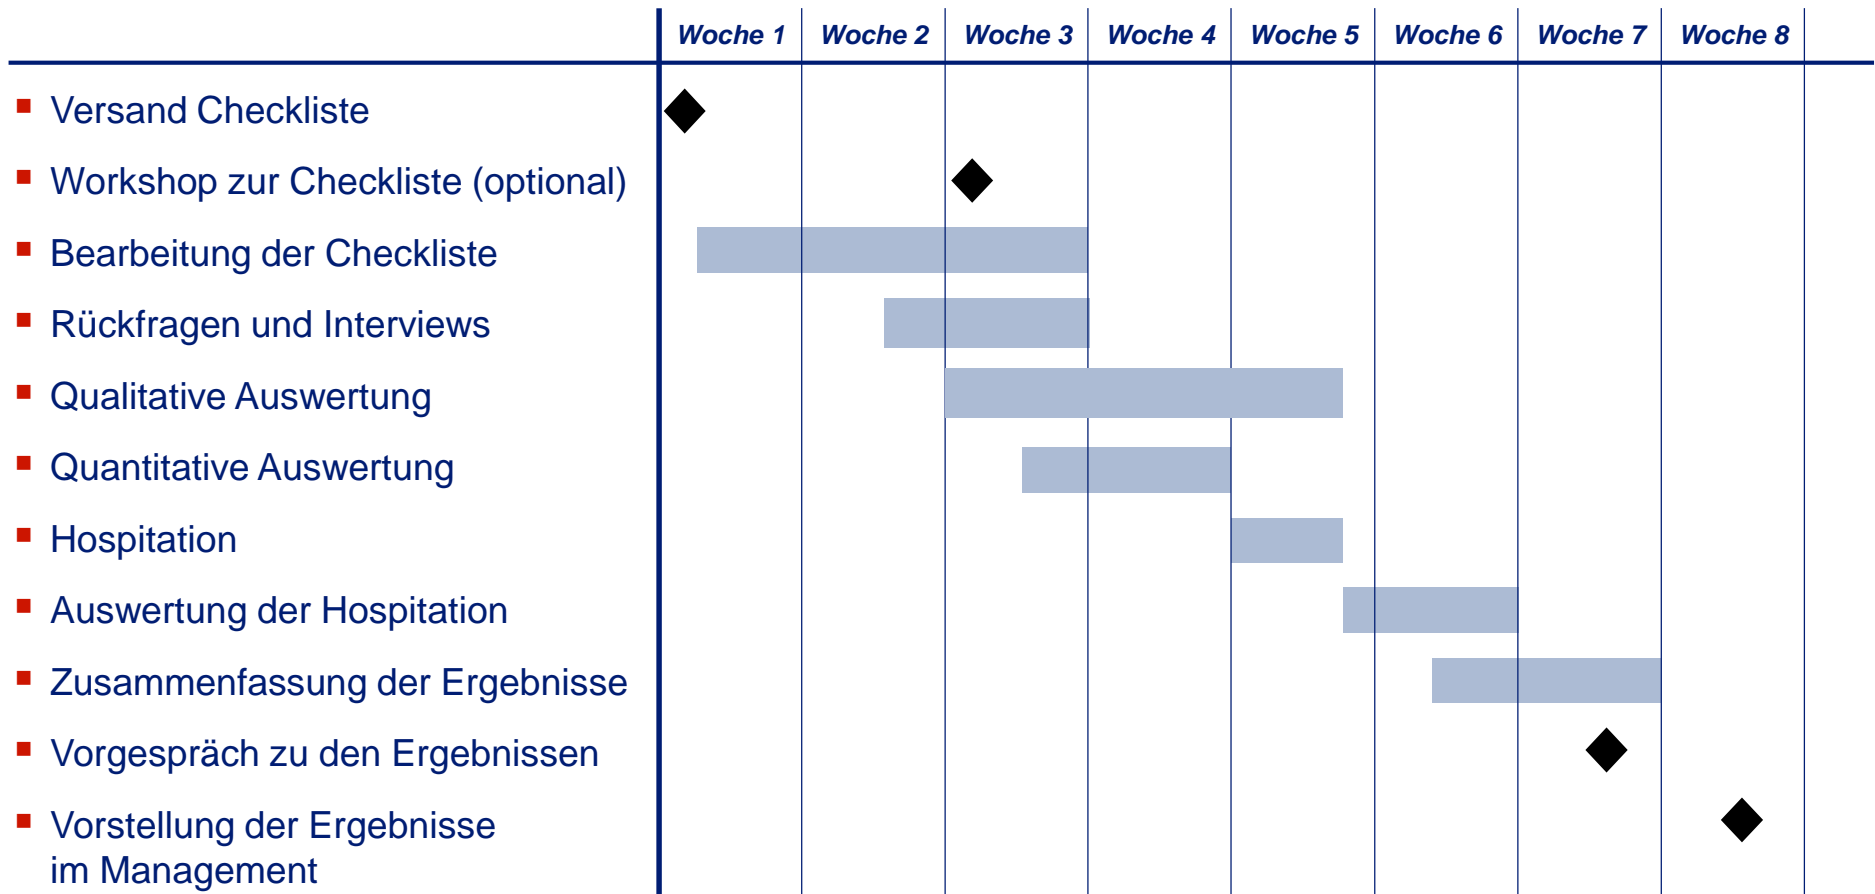 Woche 1 Woche 2 Woche 3 Woche 4 Woche 5 Woche 6 Woche 7 Woche 8
Versand Checkliste
Workshop zur Checkliste (optional)
Bearbeitung der Checkliste
Rückfragen und Interviews
Qualitative Auswertung
Quantitative Auswertung
Hospitation
Auswertung der Hospitation
Zusammenfassung der Ergebnisse
Vorgespräch zu den Ergebnissen
Vorstellung der Ergebnisse
im Management